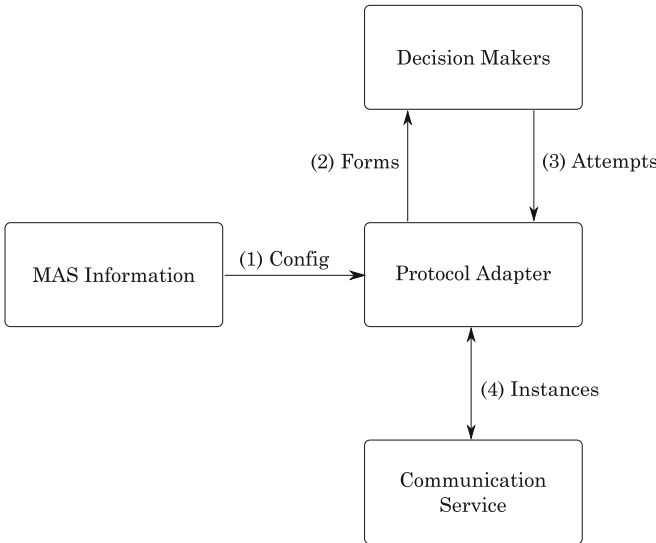 Decision Makers
(2) Forms
(3) Attempts
MAS Information
(1) Config
Protocol Adapter
(4) Instances
Communication
Service